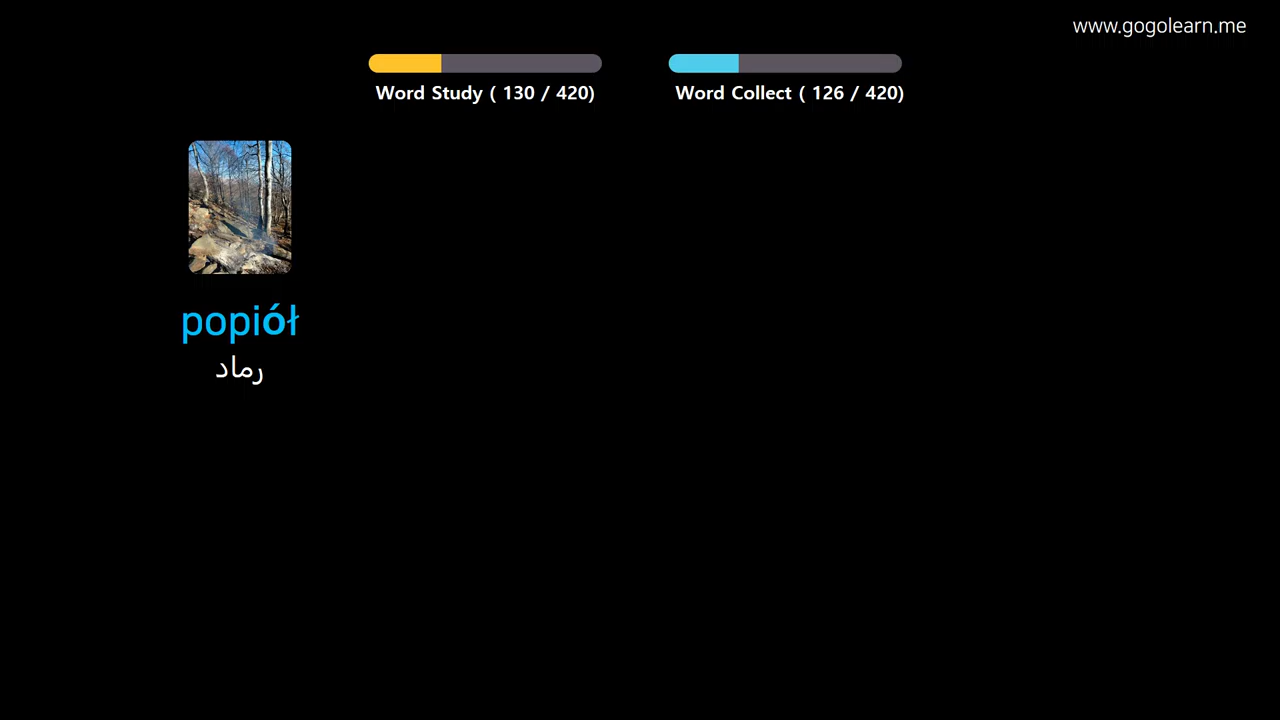 www.gogolearn.me
Word Study ( 130 / 420)
Word Collect ( 126 / 420)
popiół
رماد